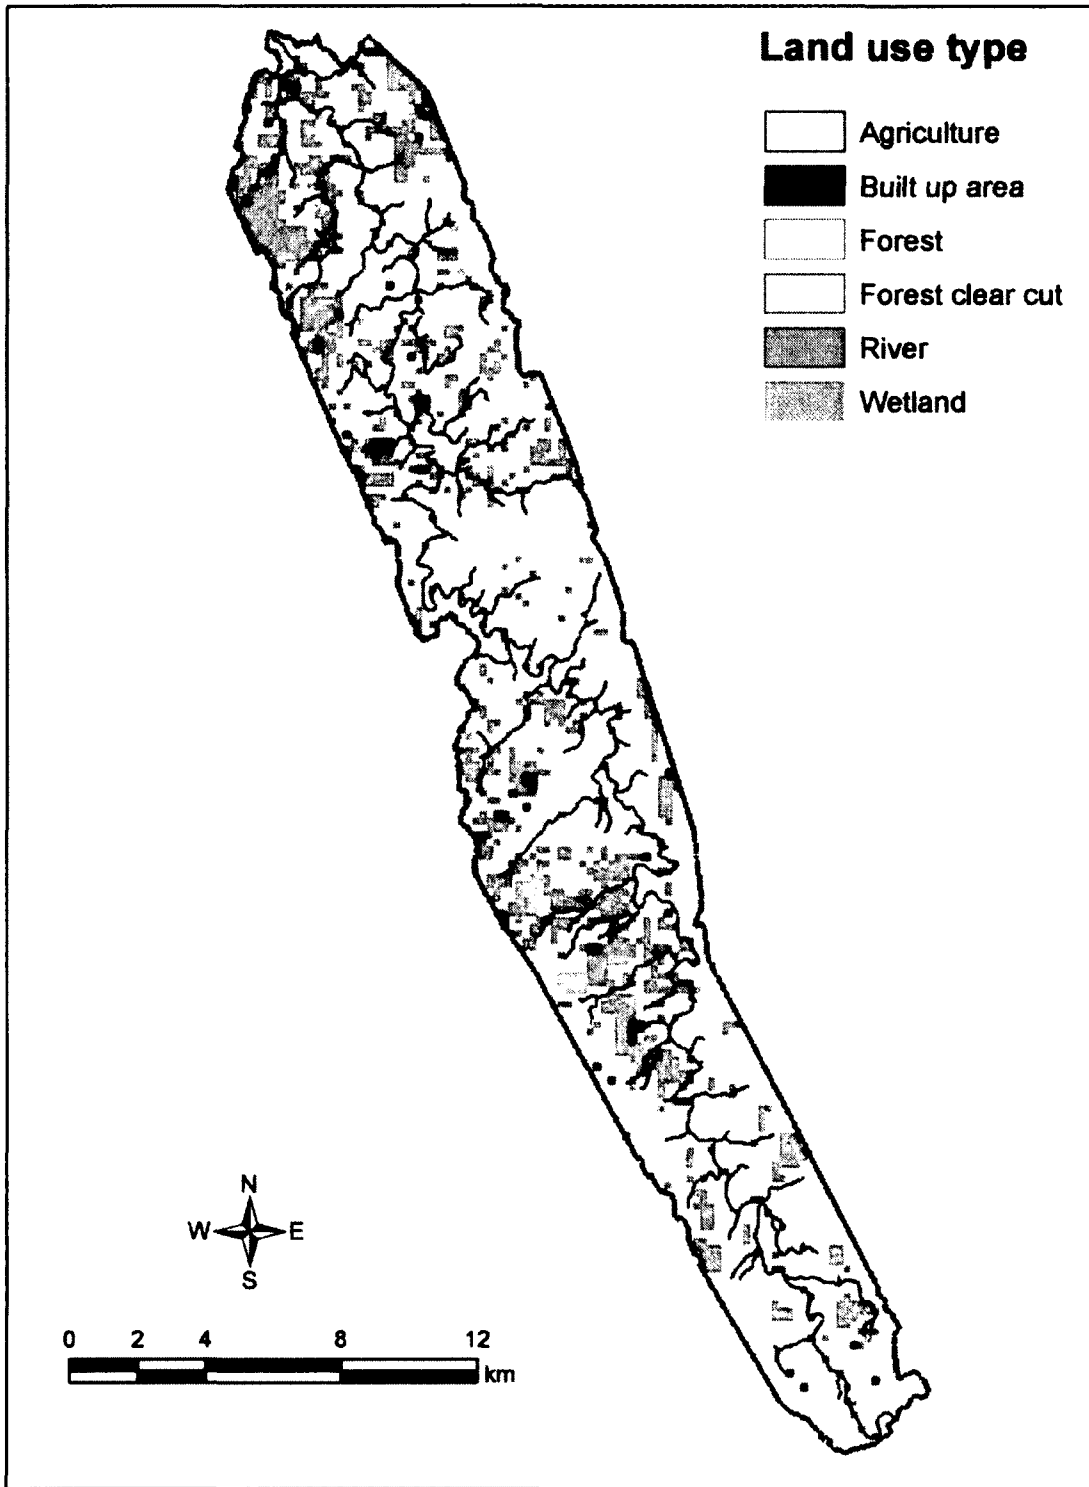 Land use type
Agriculture
Built up area
Forest
Forest clear cut
River
Wetland
N
W E
S
0 2 4 8 12
km